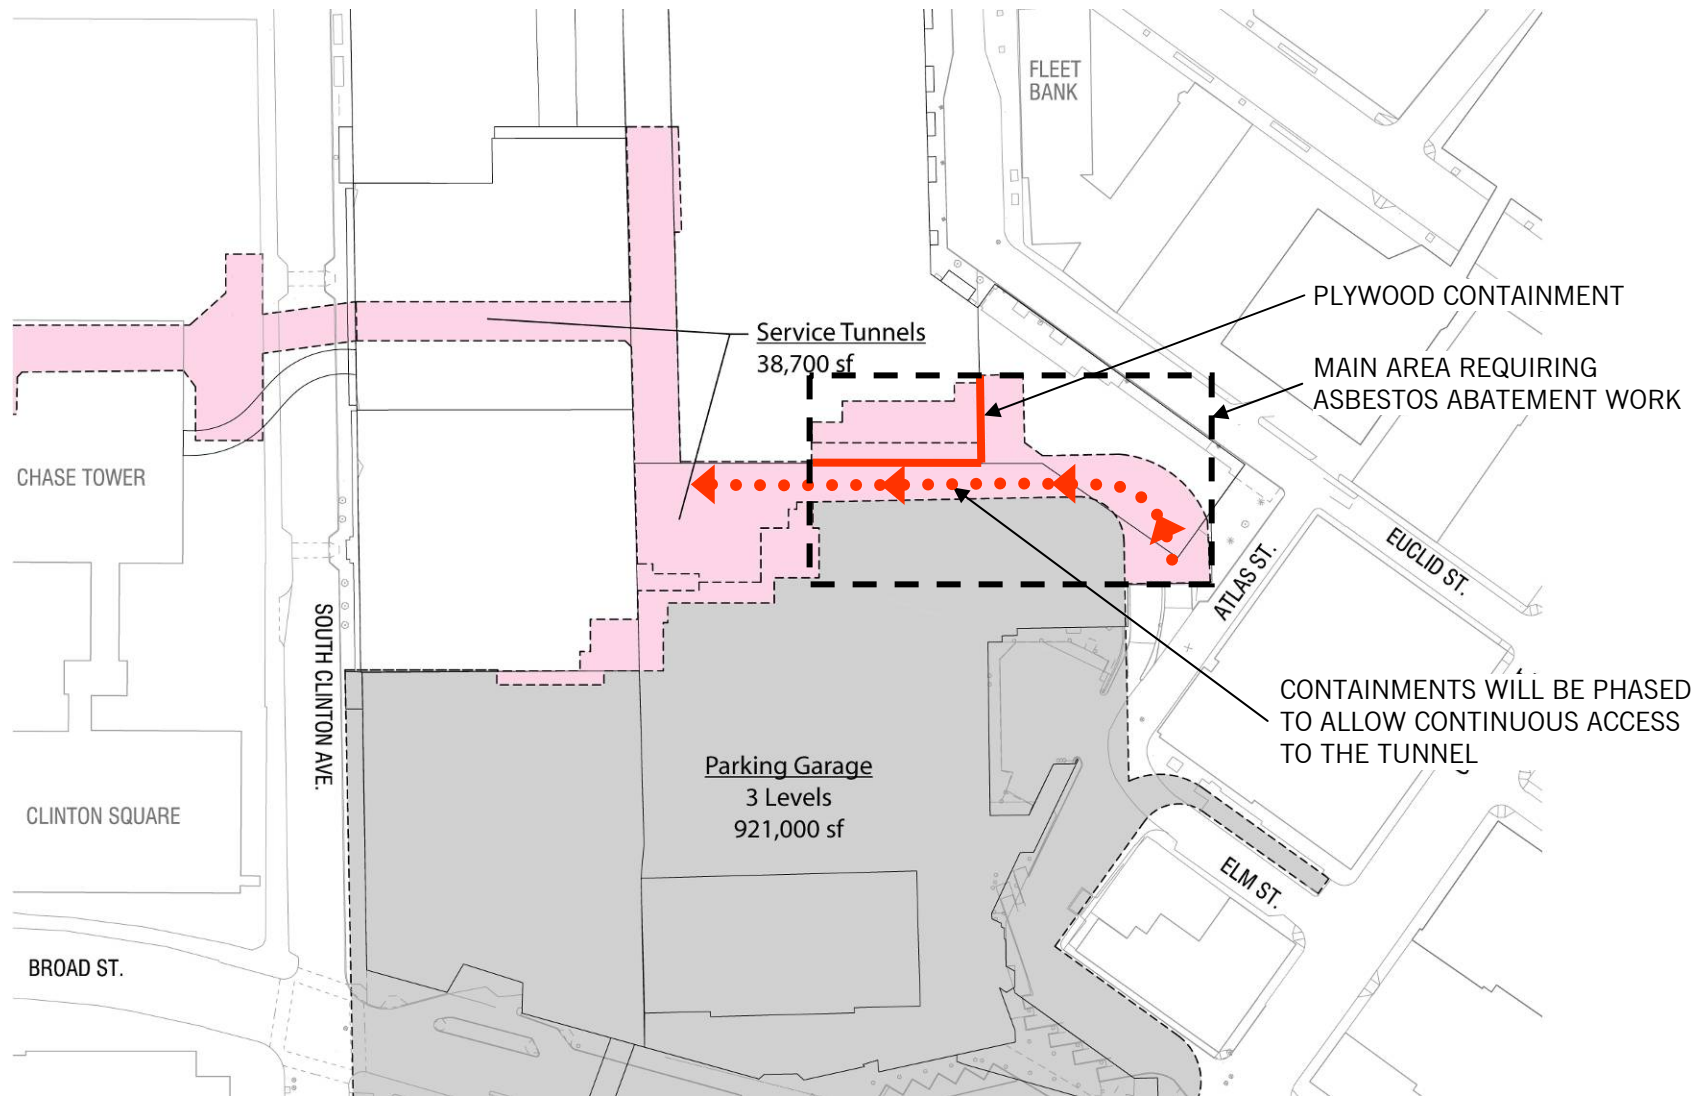 FLEET
BANK
PLYWOOD CONTAINMENT
Service Tunnels
38,700 sf
MAIN AREA REQUIRING
ASBESTOS ABATEMENT WORK
CHASE TOWER
EUCLID ST.
ATLAS ST.
SOUTH CLINTON AVE.
CONTAINMENTS WILL BE PHASED
TO ALLOW CONTINUOUS ACCESS
TO THE TUNNEL
Parking Garage
3 Levels
921,000 sf
CLINTON SQUARE
ELM ST.
BROAD ST.